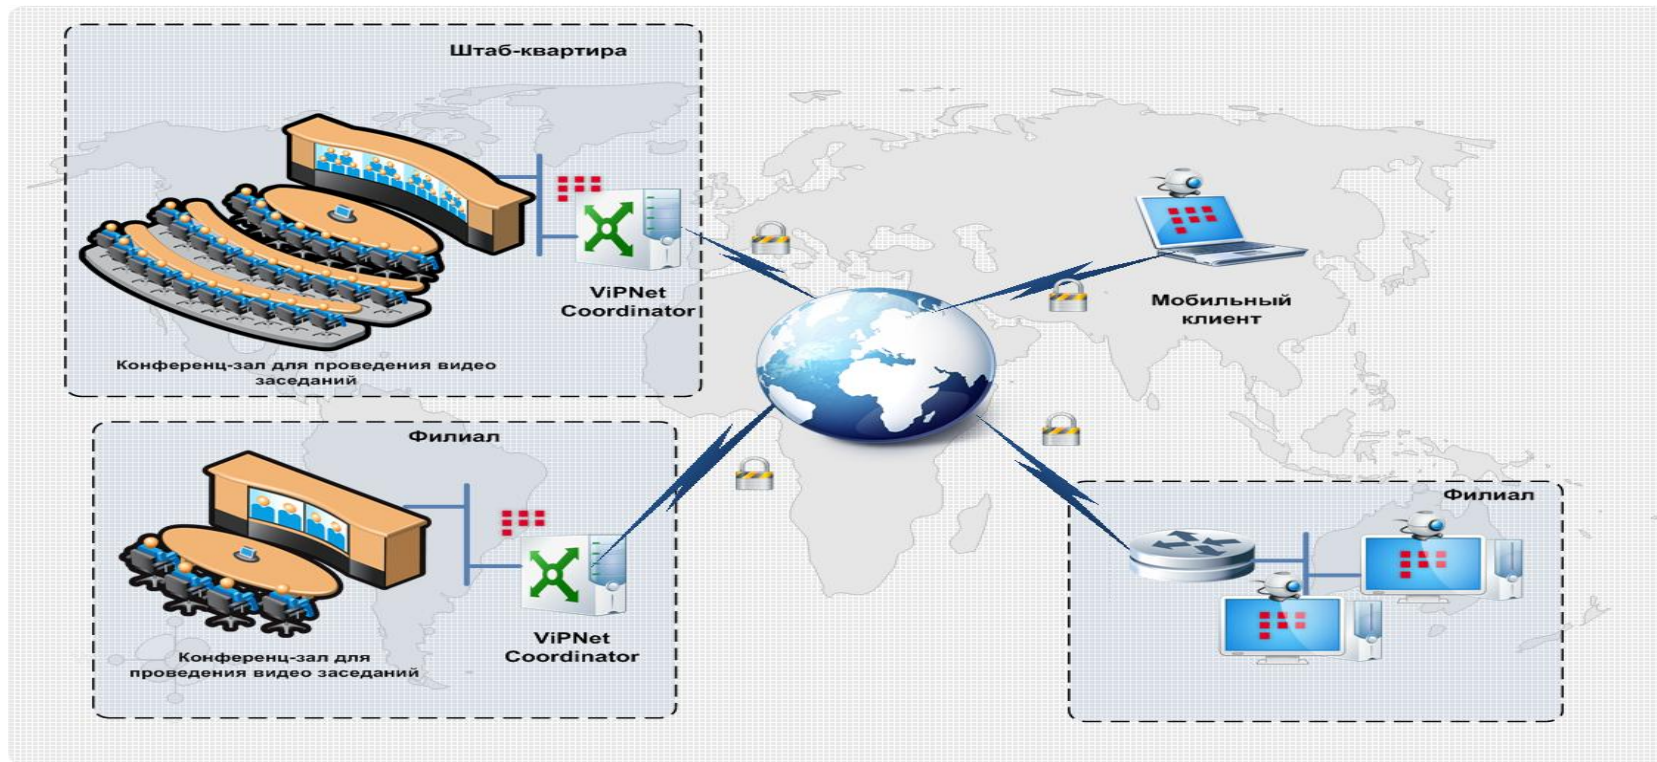 Штаб-квартира
ViPNet
Coordinator
Конференц-зал для проведения видео
заседаний
Мобильный
клиент
Филиал
ViPNet
Coordinator
Конференц-зал для
проведения видео заседаний
Филиал